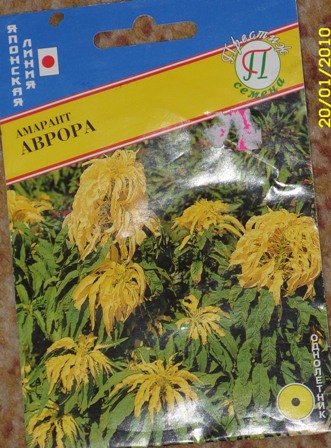 ЯПОНСКАЯ
ЛИНИЯ
Престиж
П
семена
АМАРАНТ
АВРОРА
ОДНОЛЕТНИК
20/01/2010